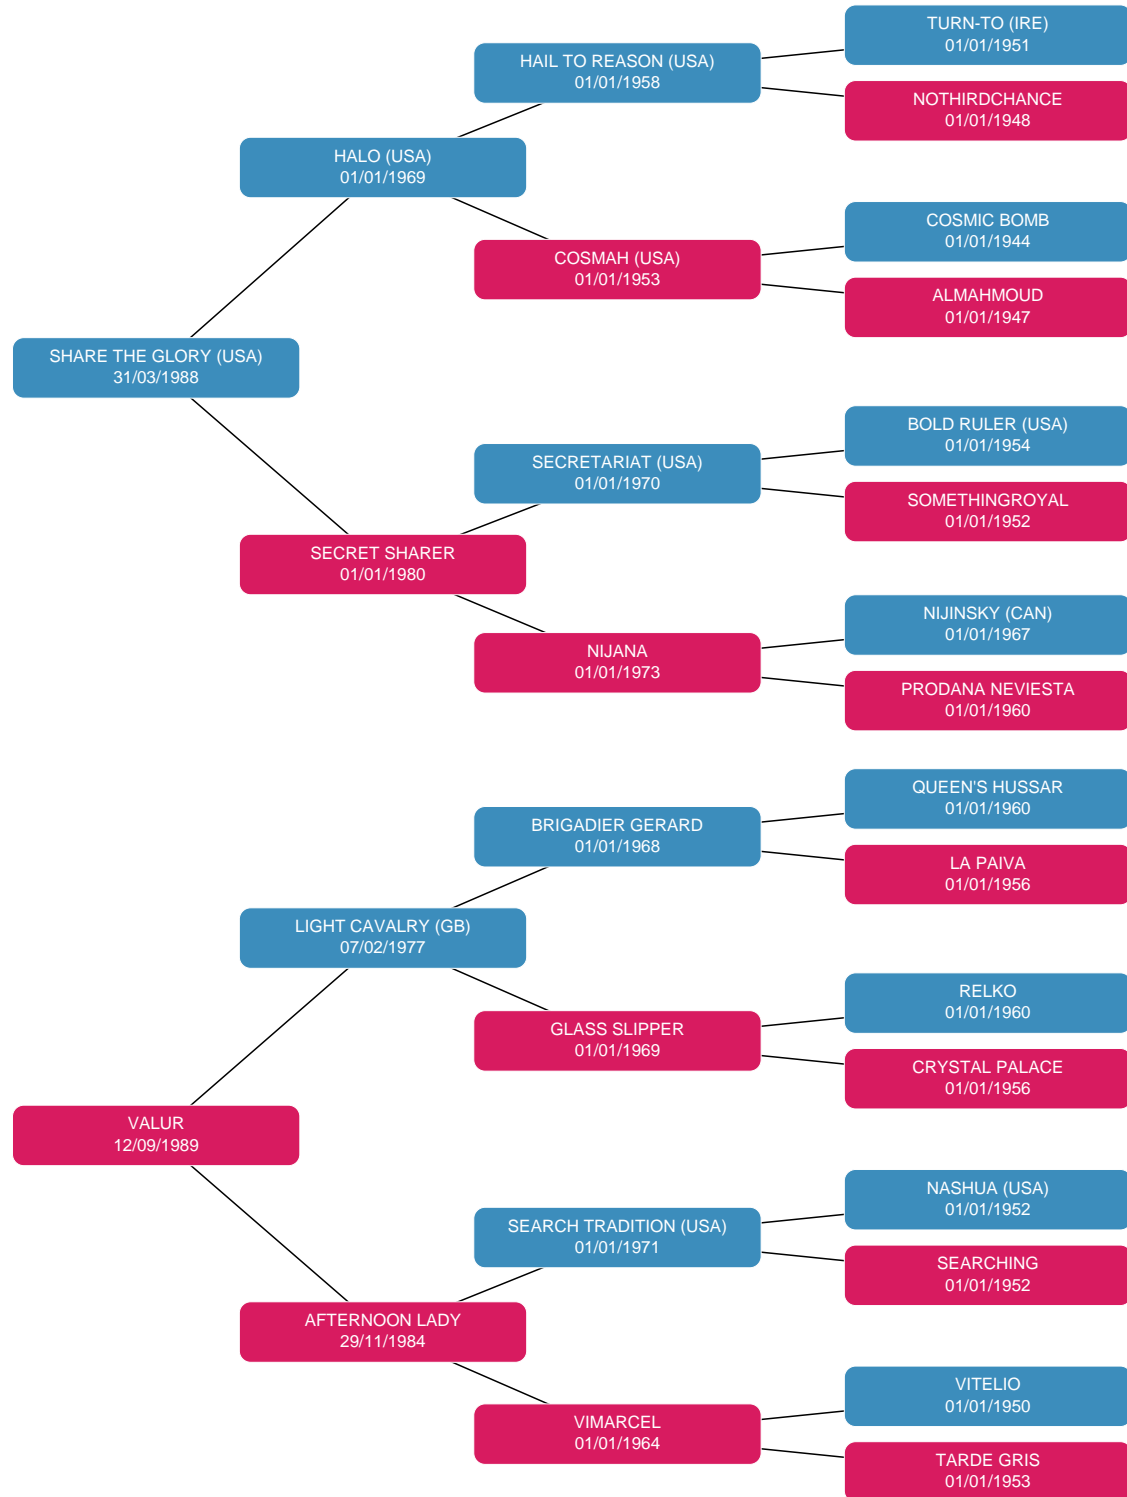 TURN-TO (IRE)
01/01/1951
HAIL TO REASON (USA)
01/01/1958
NOTHIRDCHANCE
01/01/1948
HALO (USA)
01/01/1969
COSMIC BOMB
01/01/1944
COSMAH (USA)
01/01/1953
ALMAHMOUD
01/01/1947
SHARE THE GLORY (USA)
31/03/1988
BOLD RULER (USA)
01/01/1954
SECRETARIAT (USA)
01/01/1970
SOMETHINGROYAL
01/01/1952
SECRET SHARER
01/01/1980
NIJINSKY (CAN)
01/01/1967
NIJANA
01/01/1973
PRODANA NEVIESTA
01/01/1960
QUEEN'S HUSSAR
01/01/1960
BRIGADIER GERARD
01/01/1968
LA PAIVA
01/01/1956
LIGHT CAVALRY (GB)
07/02/1977
RELKO
01/01/1960
GLASS SLIPPER
01/01/1969
CRYSTAL PALACE
01/01/1956
VALUR
12/09/1989
NASHUA (USA)
01/01/1952
SEARCH TRADITION (USA)
01/01/1971
SEARCHING
01/01/1952
AFTERNOON LADY
29/11/1984
VITELIO
01/01/1950
VIMARCEL
01/01/1964
TARDE GRIS
01/01/1953